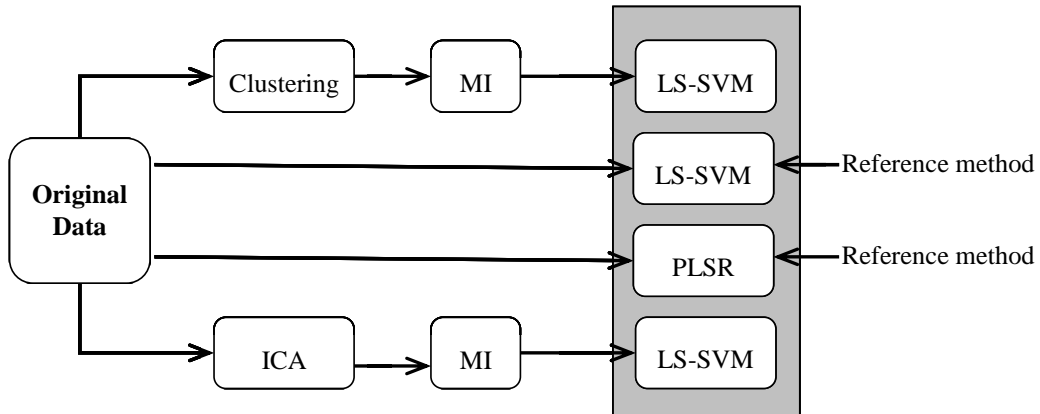 Clustering
MI
LS-SVM
Original
Data
LS-SVM
Reference method
PLSR
Reference method
ICA
MI
LS-SVM